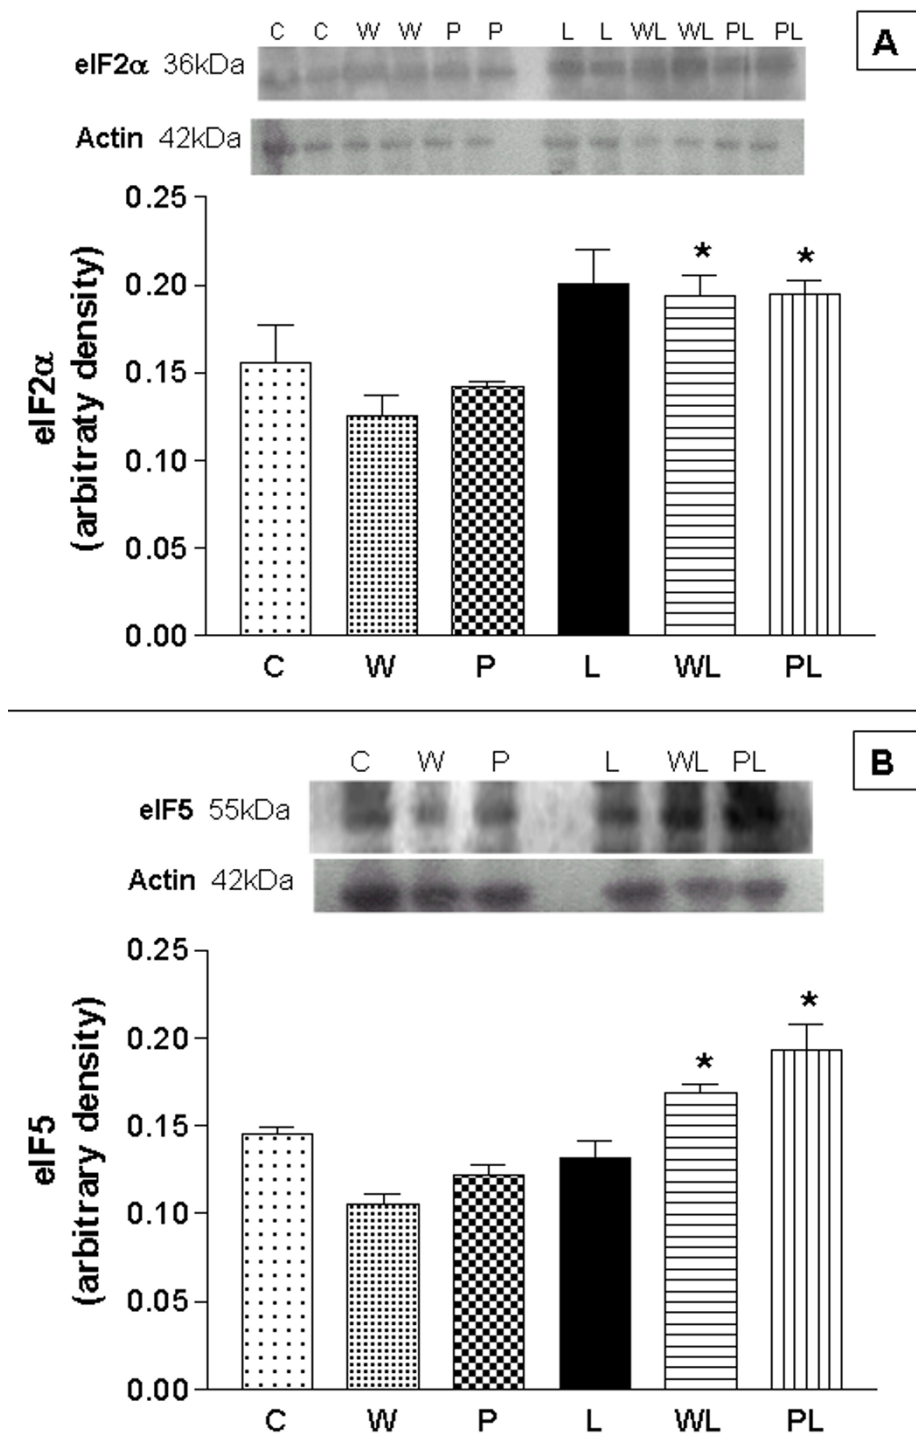 C C W W P P L L WL WL PL PL
A
eIF2α 36kDa
Actin 42kDa
0.25
0.20
0.15
0.10
0.05
0.00
eIF2α
(arbitraty density)
* *
C W P L WL PL
B
C W P L WL PL
eIF5 55kDa
Actin 42kDa
0.25
0.20
0.15
0.10
0.05
0.00
eIF5
(arbitrary density)
*
*
C W P L WL PL